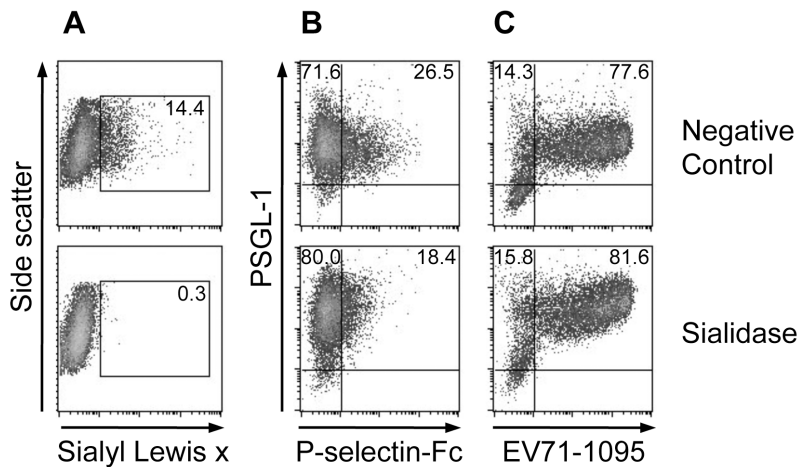 A
B
C
14.4
71.6 26.5
14.3 77.6
Negative
Control
0.3
80.0 18.4
15.8 81.6
Sialidase
Side scatter
PSGL-1
Sialyl Lewis x
P-selectin-Fc
EV71-1095